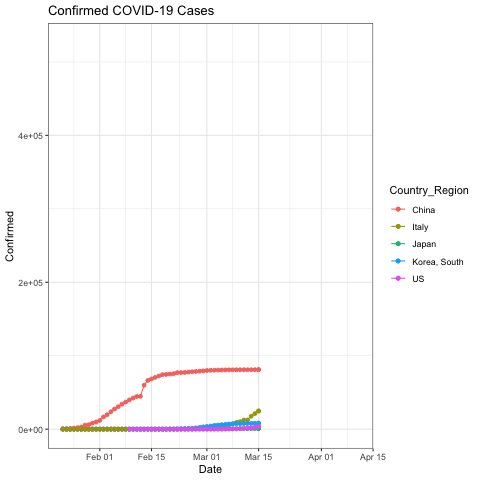 Confirmed COVID-19 Cases
4e+05
2e+05
0e+00
Confirmed
Feb 01 Feb 15 Mar 01 Mar 15 Apr 01 Apr 15
Date
Country_Region
China
Italy
Japan
Korea, South
US